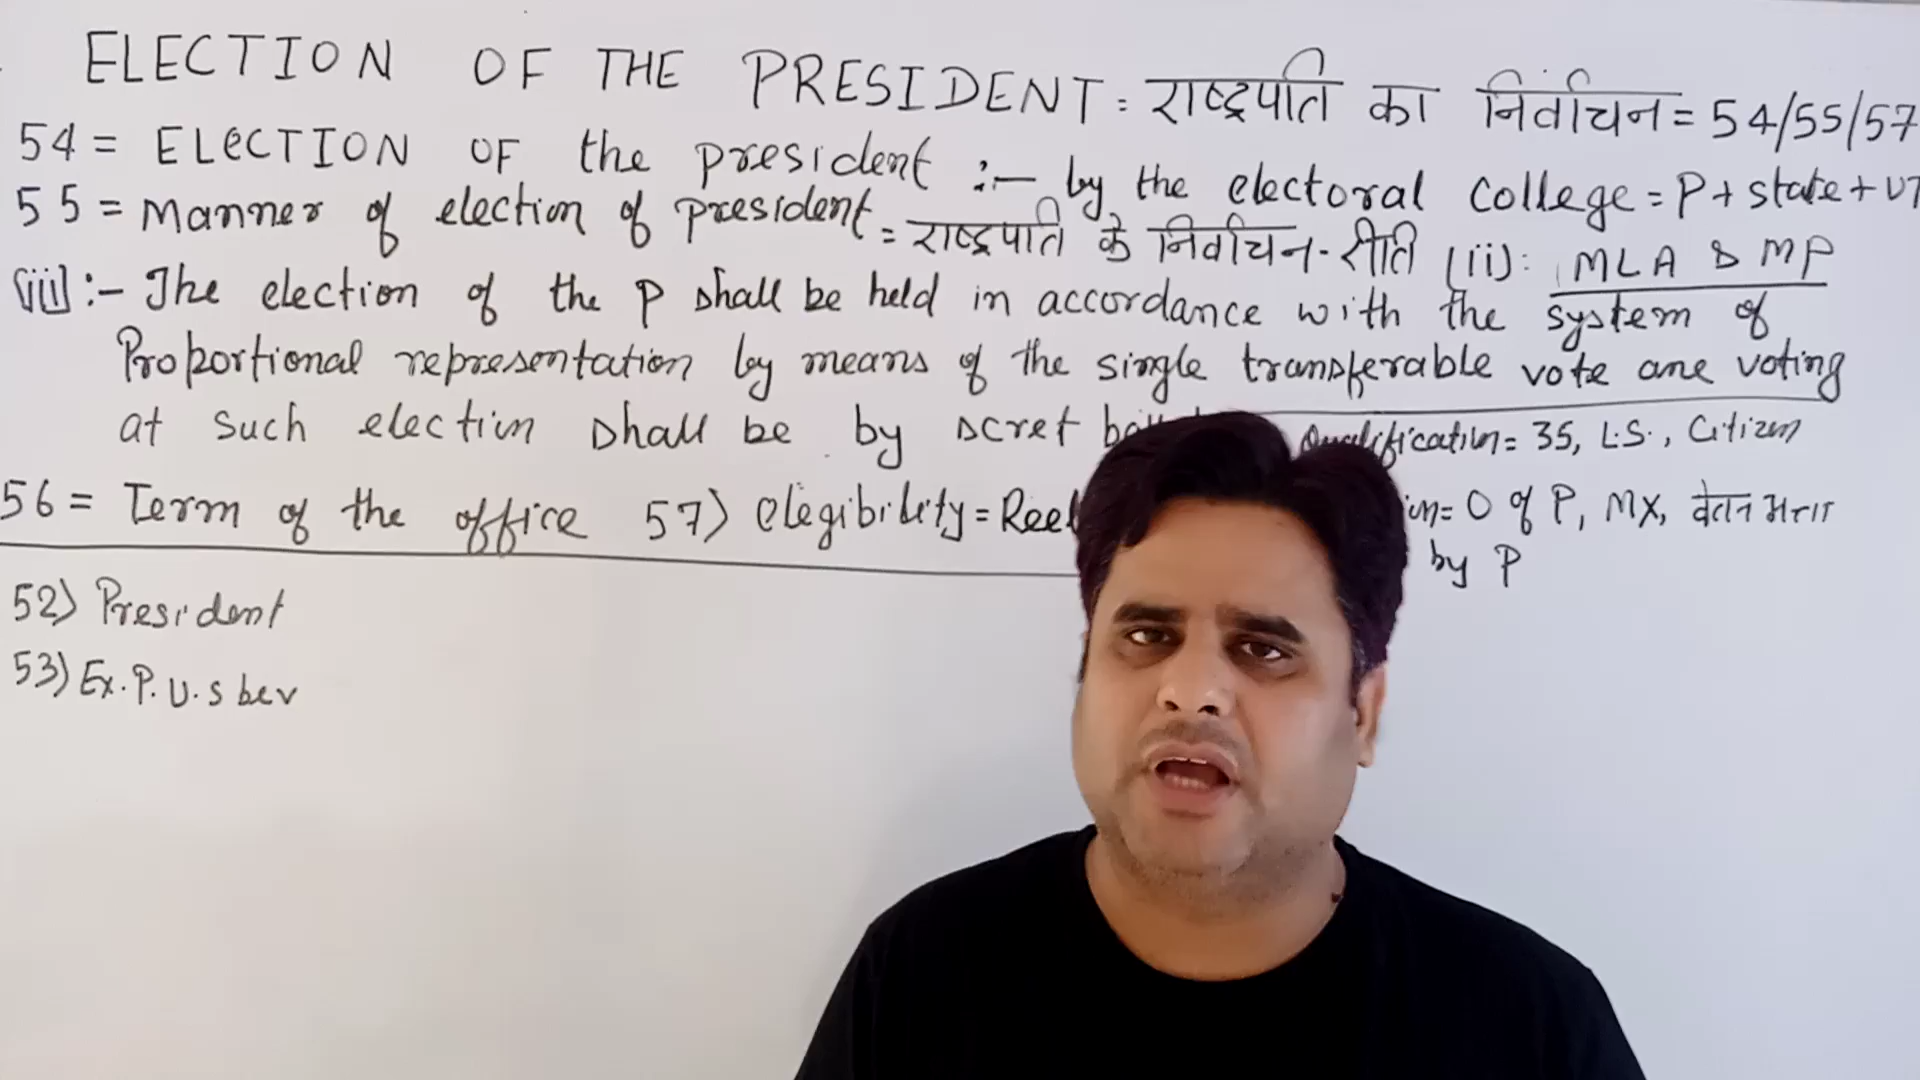 ELECTION OF THE PRESIDENT = राष्ट्रपति का निर्वाचन = 54/55/57
54 = ELECTION OF the president :- by the electoral college = P + state + UT
55 = Manner of election of president = राष्ट्रपति के निर्वाचन-रीति (ii): MLA & MP
(iii) :- The election of the P shall be held in accordance with the system of
Proportional representation by means of the single transferable vote ane voting
at such election shall be by scret
Qualification = 35, L.S., Citizen
56 = Term of the office 57) elegibility =
= O of P, MX, वेतन भत्ता
by P
52) President
53) Ex. P. U. s bev